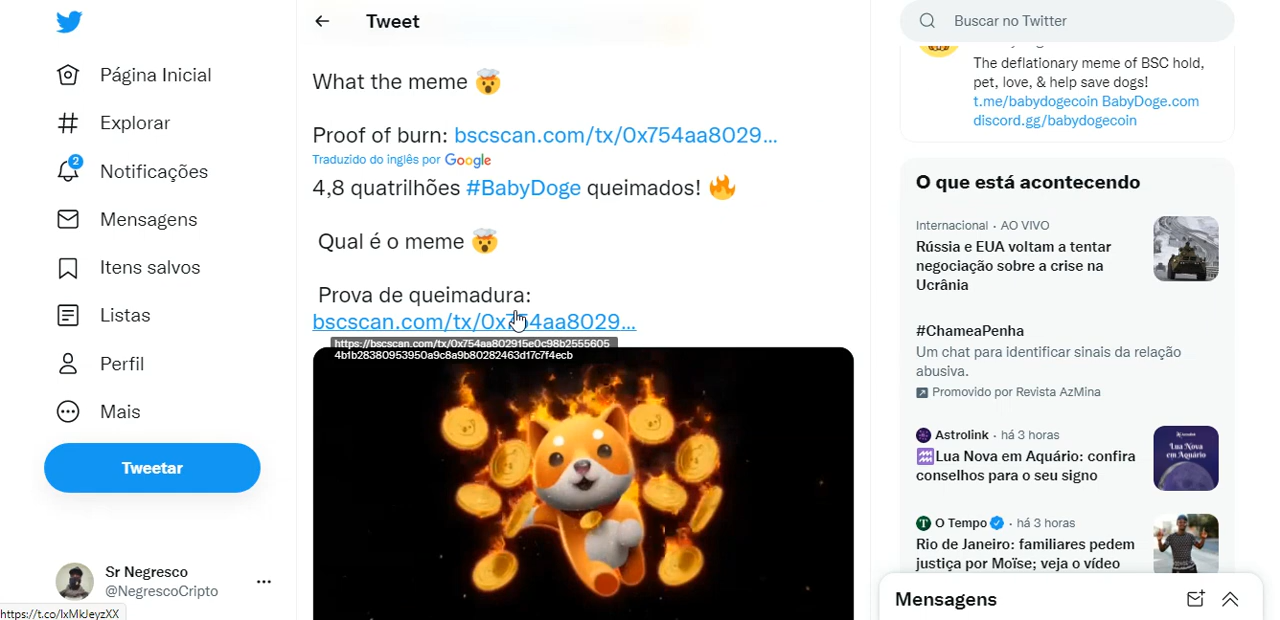 Página Inicial
Explorar
2
Notificações
Mensagens
Itens salvos
Listas
Perfil
Mais
Tweetar
Sr Negresco
@NegrescoCripto
https://t.co/lxMkJeyzXX
Tweet
What the meme 🤯
Proof of burn: bscscan.com/tx/0x754aa8029...
Traduzido do inglês por Google
4,8 quatrilhões #BabyDoge queimados! 🔥
Qual é o meme 🤯
Prova de queimadura:
bscscan.com/tx/0x754aa8029...
https://bscscan.com/tx/0x754aa802915e0c98b2555605
4b1b28380953950a9c8a9b80282463d17c7f4ecb
Buscar no Twitter
The deflationary meme of BSC hold,
pet, love, & help save dogs!
t.me/babydogecoin BabyDoge.com
discord.gg/babydogecoin
O que está acontecendo
Internacional · AO VIVO
Rússia e EUA voltam a tentar
negociação sobre a crise na
Ucrânia
#ChameaPenha
Um chat para identificar sinais da relação
abusiva.
Promovido por Revista AzMina
Astrolink · há 3 horas
♒Lua Nova em Aquário: confira
conselhos para o seu signo
Lua Nova
em Aquário
O Tempo · há 3 horas
Rio de Janeiro: familiares pedem
justiça por Moïse; veja o vídeo
Mensagens